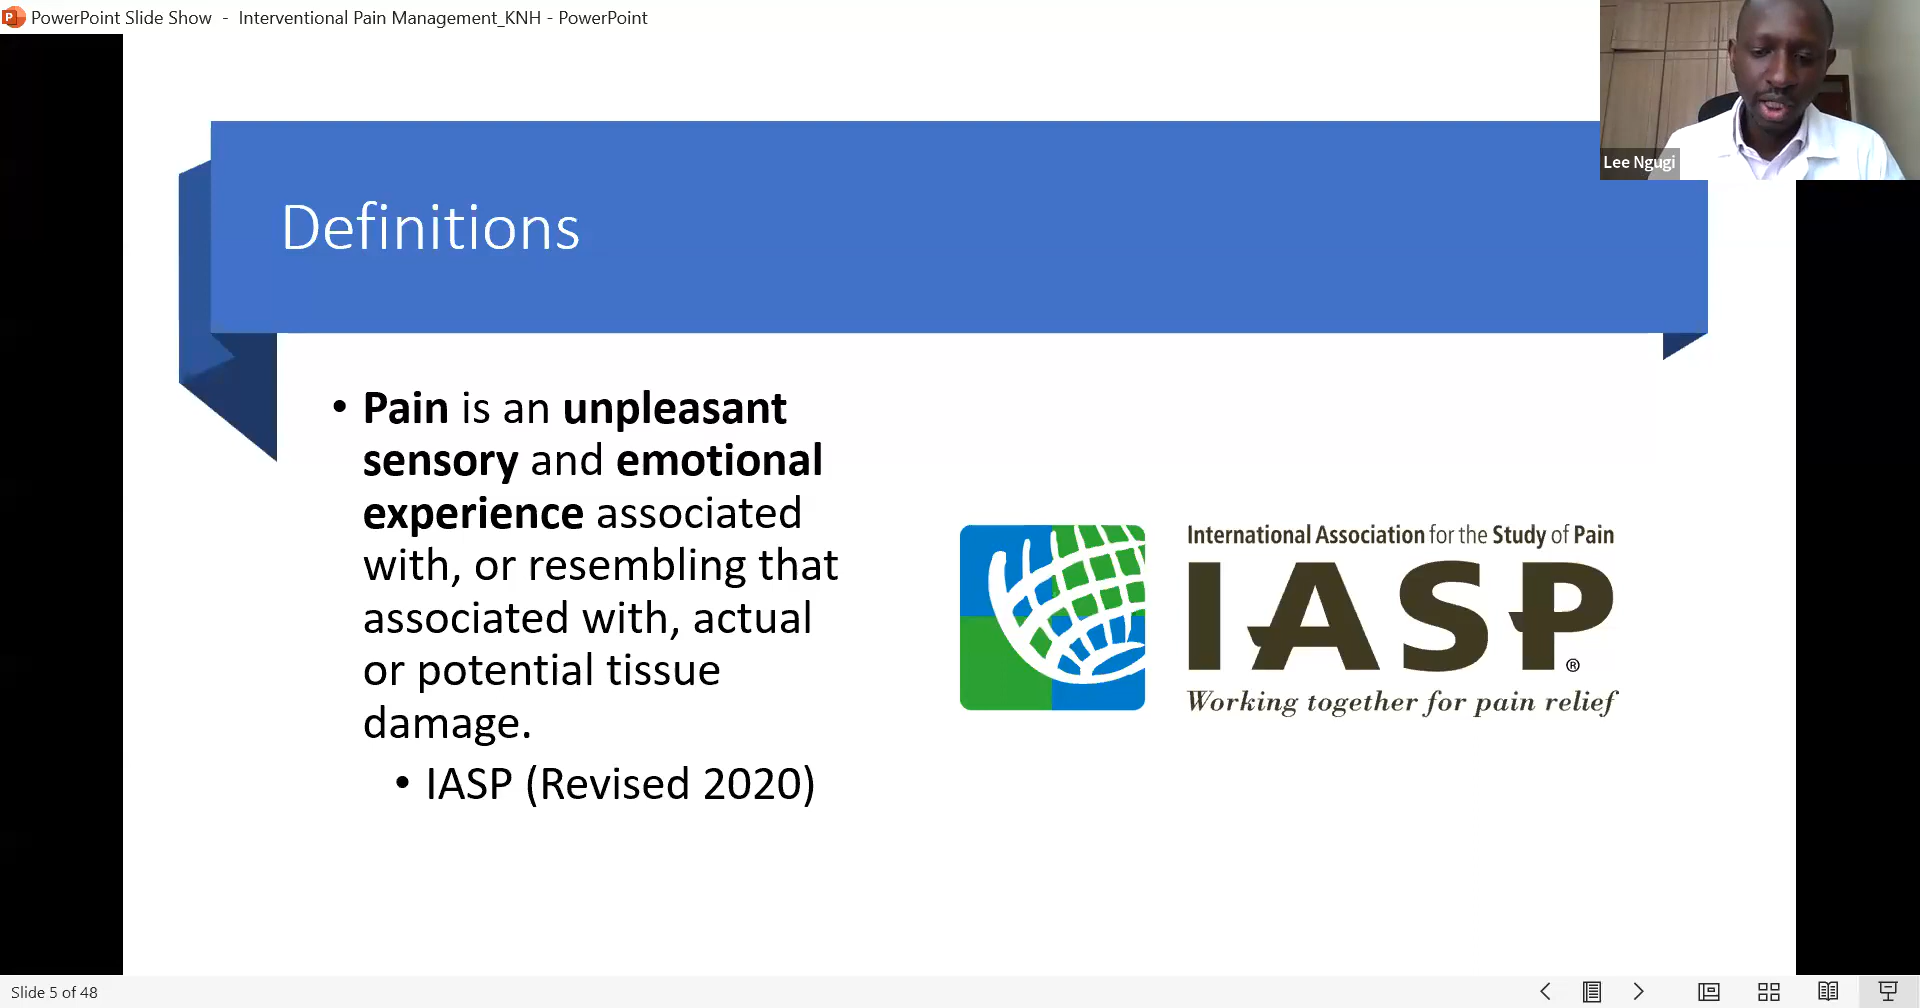 PowerPoint Slide Show - Interventional Pain Management_KNH - PowerPoint
Lee Ngugi
Definitions
• Pain is an unpleasant
sensory and emotional
experience associated
with, or resembling that
associated with, actual
or potential tissue
damage.
• IASP (Revised 2020)
International Association for the Study of Pain
IASP®
Working together for pain relief
Slide 5 of 48